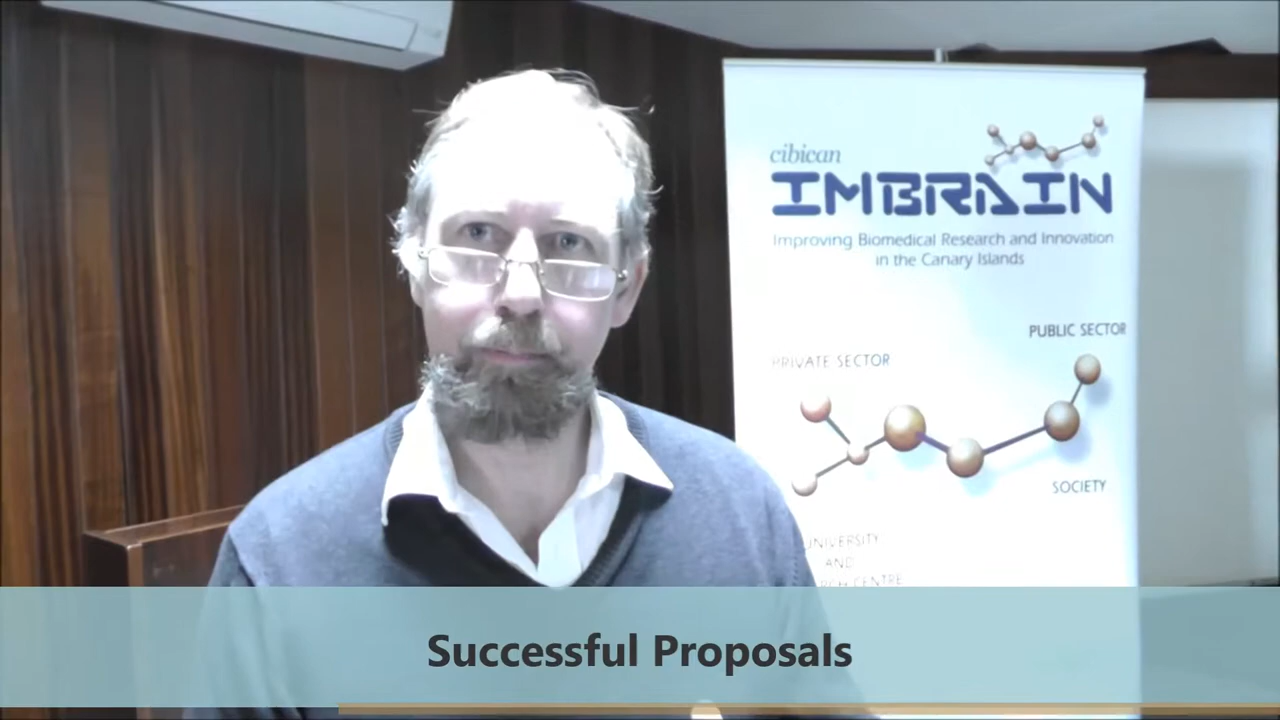 cibican
IMBRAIN
Improving Biomedical Research and Innovation
in the Canary Islands
PUBLIC SECTOR
PRIVATE SECTOR
SOCIETY
UNIVERSITY
AND
CENTRE
Successful Proposals